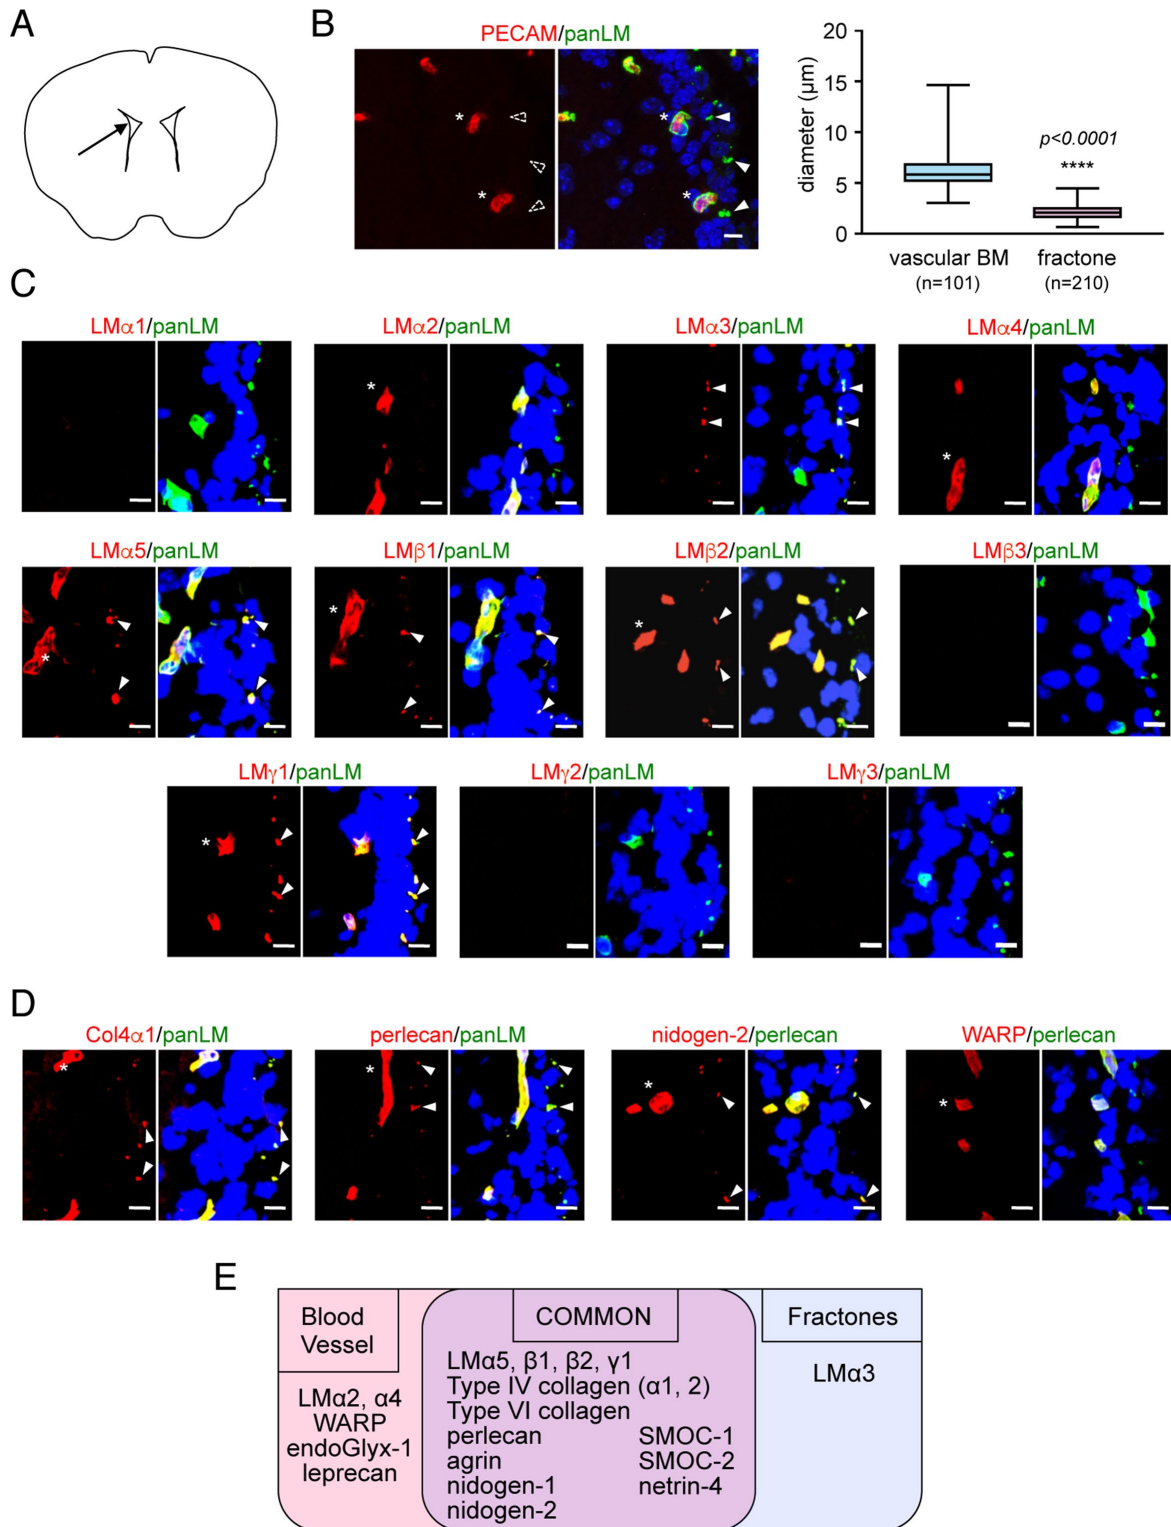 A
B
PECAM/panLM
*
*
*
*
20
15
10
5
0
diameter (μm)
p<0.0001
****
vascular BM
(n=101)
fractone
(n=210)
C
LMα1/panLM
LMα2/panLM
*
LMα3/panLM
LMα4/panLM
*
LMα5/panLM
*
LMβ1/panLM
*
LMβ2/panLM
*
LMβ3/panLM
LMγ1/panLM
*
LMγ2/panLM
LMγ3/panLM
D
Col4α1/panLM
*
perlecan/panLM
*
nidogen-2/perlecan
*
WARP/perlecan
*
E
Blood
Vessel
LMα2, α4
WARP
endoGlyx-1
leprecan
COMMON
LMα5, β1, β2, γ1
Type IV collagen (α1, 2)
Type VI collagen
perlecan SMOC-1
agrin SMOC-2
nidogen-1 netrin-4
nidogen-2
Fractones
LMα3